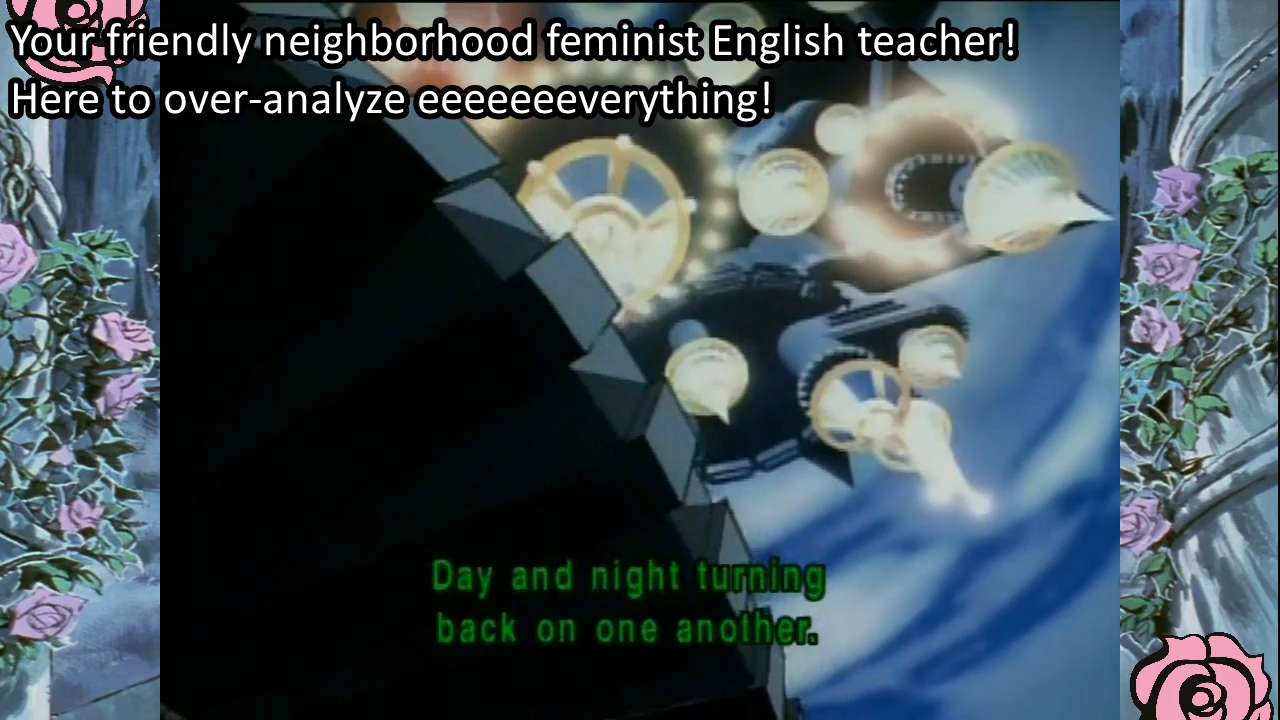 Your friendly neighborhood feminist English teacher!
Here to over-analyze eeeeeeeverything!
Day and night turning
back on one another.